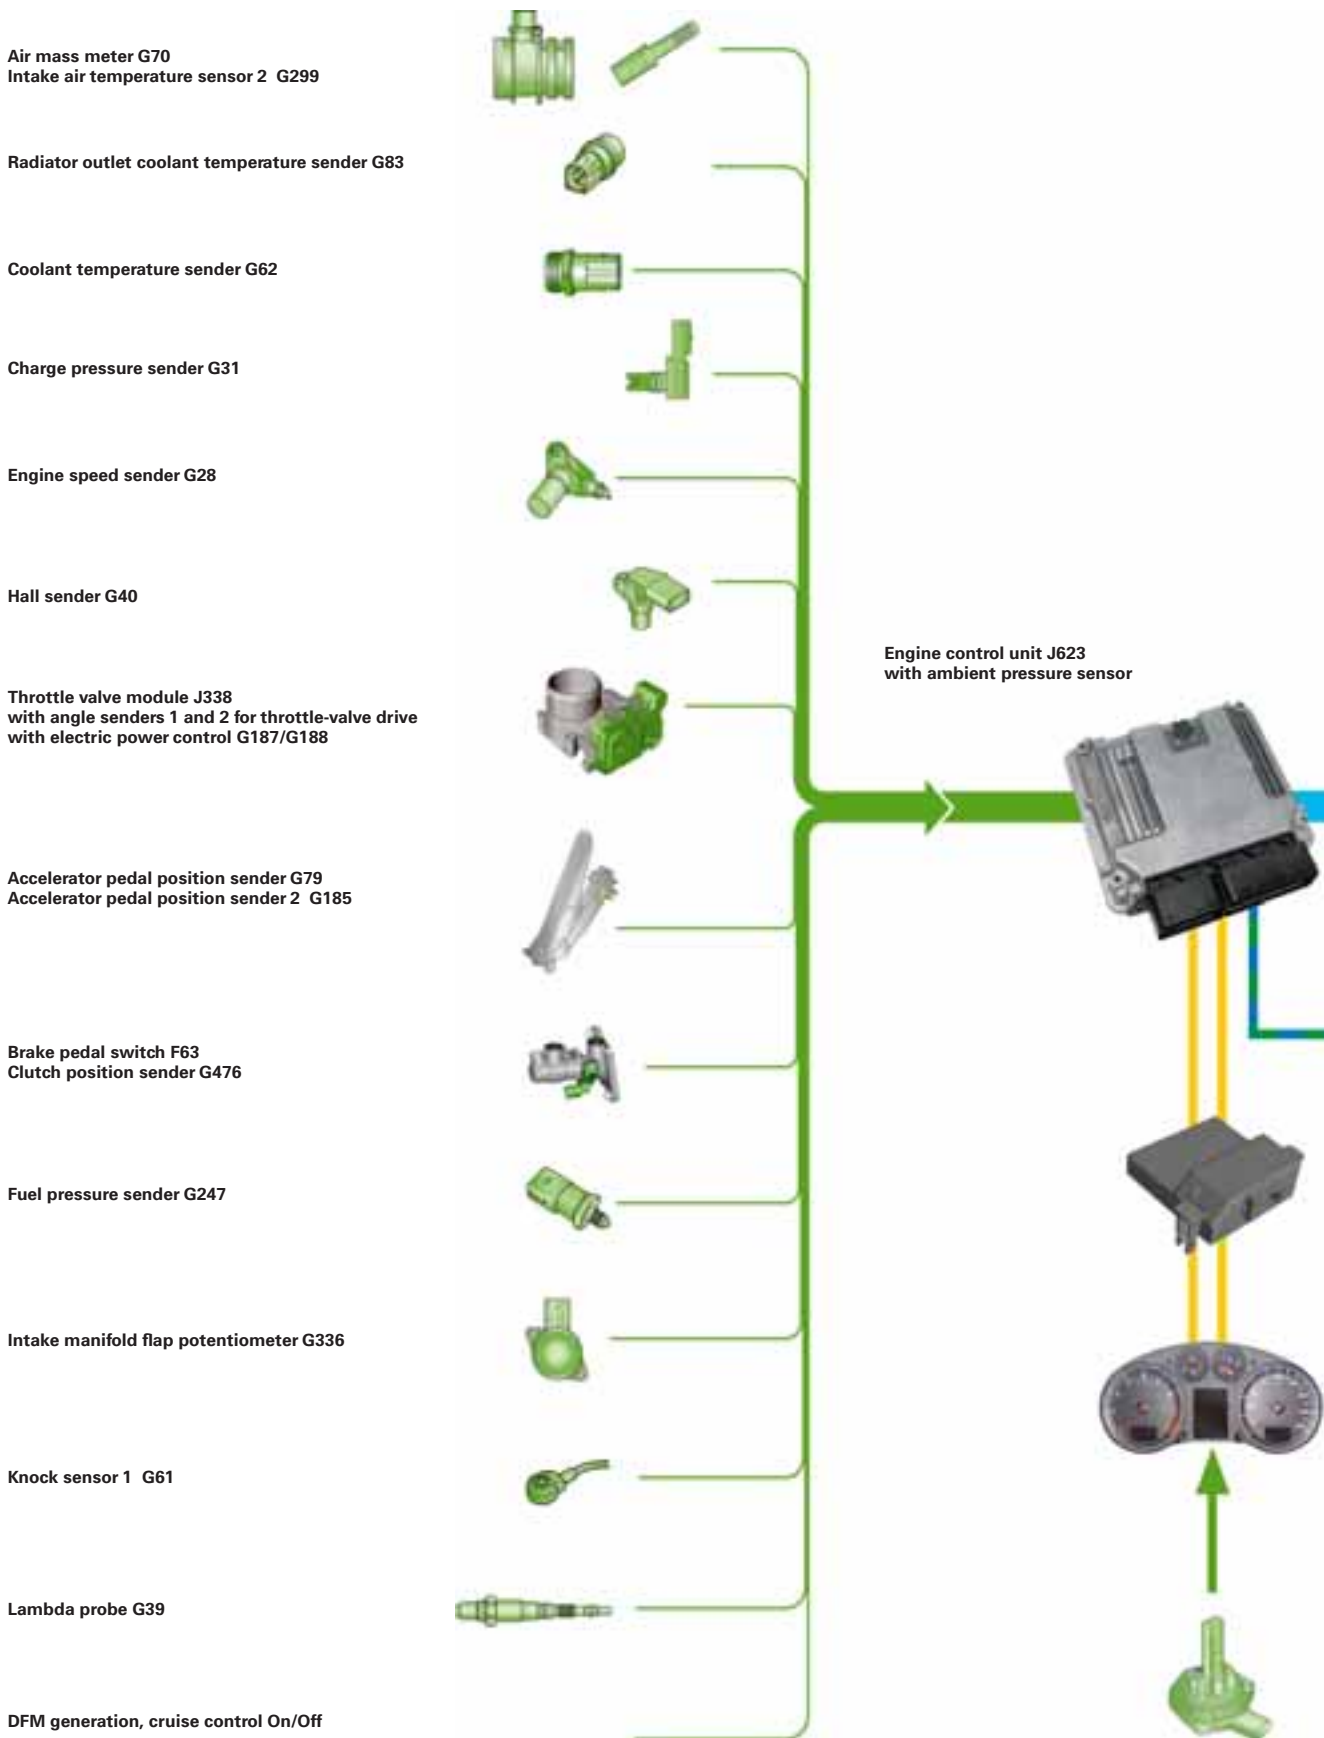 Air mass meter G70
Intake air temperature sensor 2 G299
Radiator outlet coolant temperature sender G83
Coolant temperature sender G62
Charge pressure sender G31
Engine speed sender G28
Hall sender G40
Engine control unit J623
with ambient pressure sensor
Throttle valve module J338
with angle senders 1 and 2 for throttle-valve drive
with electric power control G187/G188
Accelerator pedal position sender G79
Accelerator pedal position sender 2 G185
Brake pedal switch F63
Clutch position sender G476
Fuel pressure sender G247
Intake manifold flap potentiometer G336
Knock sensor 1 G61
Lambda probe G39
DFM generation, cruise control On/Off